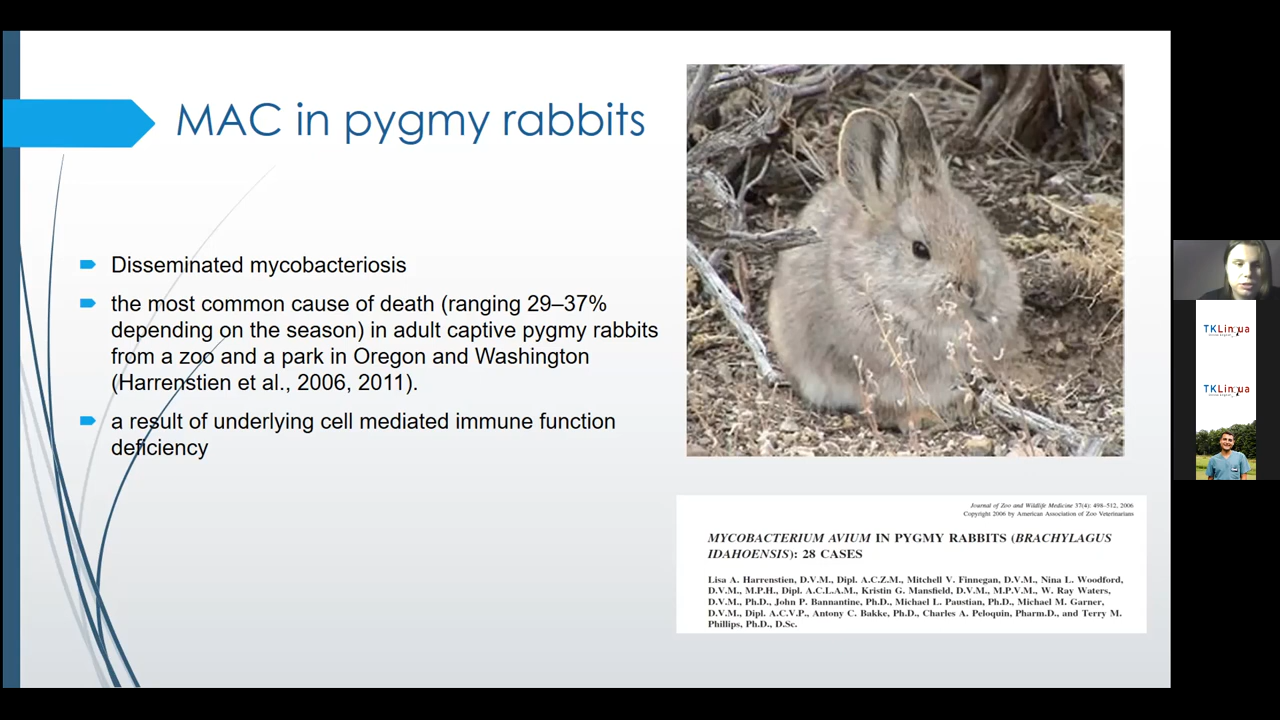 MAC in pygmy rabbits
Disseminated mycobacteriosis
the most common cause of death (ranging 29–37%
depending on the season) in adult captive pygmy rabbits
from a zoo and a park in Oregon and Washington
(Harrenstien et al., 2006, 2011).
a result of underlying cell mediated immune function
deficiency
Journal of Zoo and Wildlife Medicine 37(4): 498–512, 2006
Copyright 2006 by American Association of Zoo Veterinarians
MYCOBACTERIUM AVIUM IN PYGMY RABBITS (BRACHYLAGUS
IDAHOENSIS): 28 CASES
Lisa A. Harrenstien, D.V.M., Dipl. A.C.Z.M., Mitchell V. Finnegan, D.V.M., Nina L. Woodford,
D.V.M., M.P.H., Dipl. A.C.L.A.M., Kristin G. Mansfield, D.V.M., M.P.V.M., W. Ray Waters,
D.V.M., Ph.D., John P. Bannantine, Ph.D., Michael L. Paustian, Ph.D., Michael M. Garner,
D.V.M., Dipl. A.C.V.P., Antony C. Bakke, Ph.D., Charles A. Peloquin, Pharm.D., and Terry M.
Phillips, Ph.D., D.Sc.
TKLingua
TKLingua